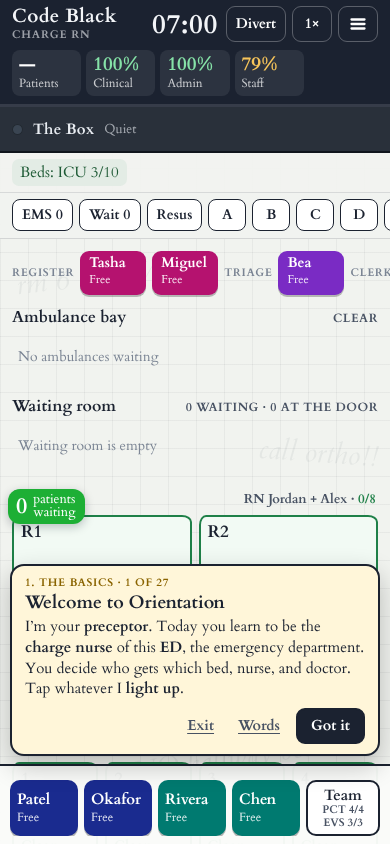 Code Black
CHARGE RN
07:00
Divert
1×
—
Patients
100%
Clinical
100%
Admin
79%
Staff
The Box Quiet
Beds: ICU 3/10
EMS 0
Wait 0
Resus
A
B
C
D
REGISTER
Tasha
Free
Miguel
Free
TRIAGE
Bea
Free
CLERK
Ambulance bay
CLEAR
No ambulances waiting
Waiting room
0 WAITING · 0 AT THE DOOR
Waiting room is empty
call ortho!!
RN Jordan + Alex · 0/8
0 patients
waiting
R1
R2
1. THE BASICS · 1 OF 27
Welcome to Orientation
I’m your preceptor. Today you learn to be the
charge nurse of this ED, the emergency department.
You decide who gets which bed, nurse, and doctor.
Tap whatever I light up.
Exit
Words
Got it
Patel
Free
Okafor
Free
Rivera
Free
Chen
Free
Team
PCT 4/4
EVS 3/3